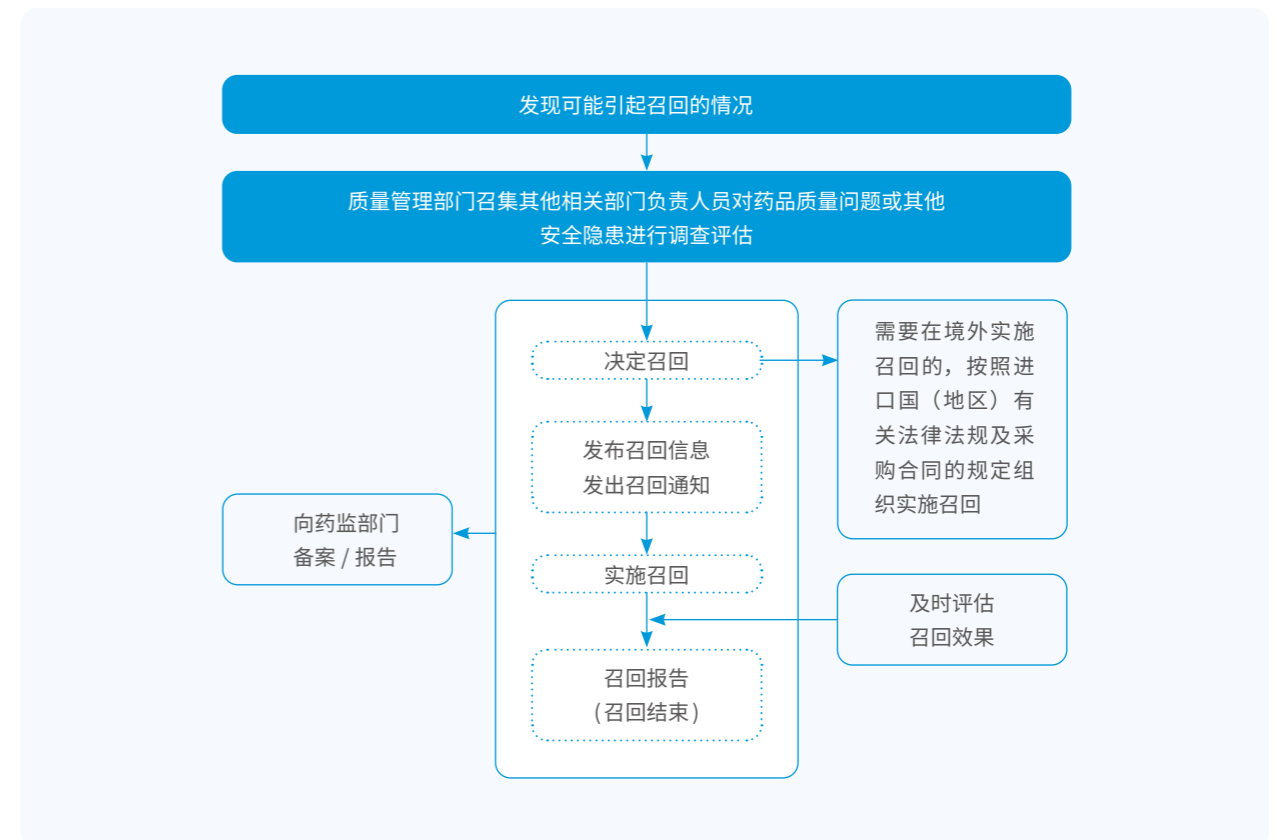 发现可能引起召回的情况
质量管理部门召集其他相关部门负责人员对药品质量问题或其他
安全隐患进行调查评估
决定召回
需要在境外实施
召回的，按照进
口国（地区）有
关法律法规及采
购合同的规定组
织实施召回
发布召回信息
发出召回通知
向药监部门
备案 / 报告
实施召回
及时评估
召回效果
召回报告
（召回结束）